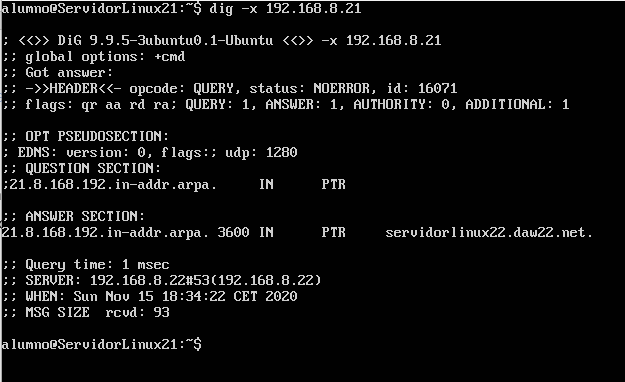 alumno@ServidorLinux21:~$ dig -x 192.168.8.21

; <<>> DiG 9.9.5-3ubuntu0.1-Ubuntu <<>> -x 192.168.8.21
;; global options: +cmd
;; Got answer:
;; ->>HEADER<<- opcode: QUERY, status: NOERROR, id: 16071
;; flags: qr aa rd ra; QUERY: 1, ANSWER: 1, AUTHORITY: 0, ADDITIONAL: 1

;; OPT PSEUDOSECTION:
; EDNS: version: 0, flags:; udp: 1280
;; QUESTION SECTION:
;21.8.168.192.in-addr.arpa.     IN      PTR

;; ANSWER SECTION:
21.8.168.192.in-addr.arpa. 3600 IN      PTR     servidorlinux22.daw22.net.

;; Query time: 1 msec
;; SERVER: 192.168.8.22#53(192.168.8.22)
;; WHEN: Sun Nov 15 18:34:22 CET 2020
;; MSG SIZE  rcvd: 93

alumno@ServidorLinux21:~$